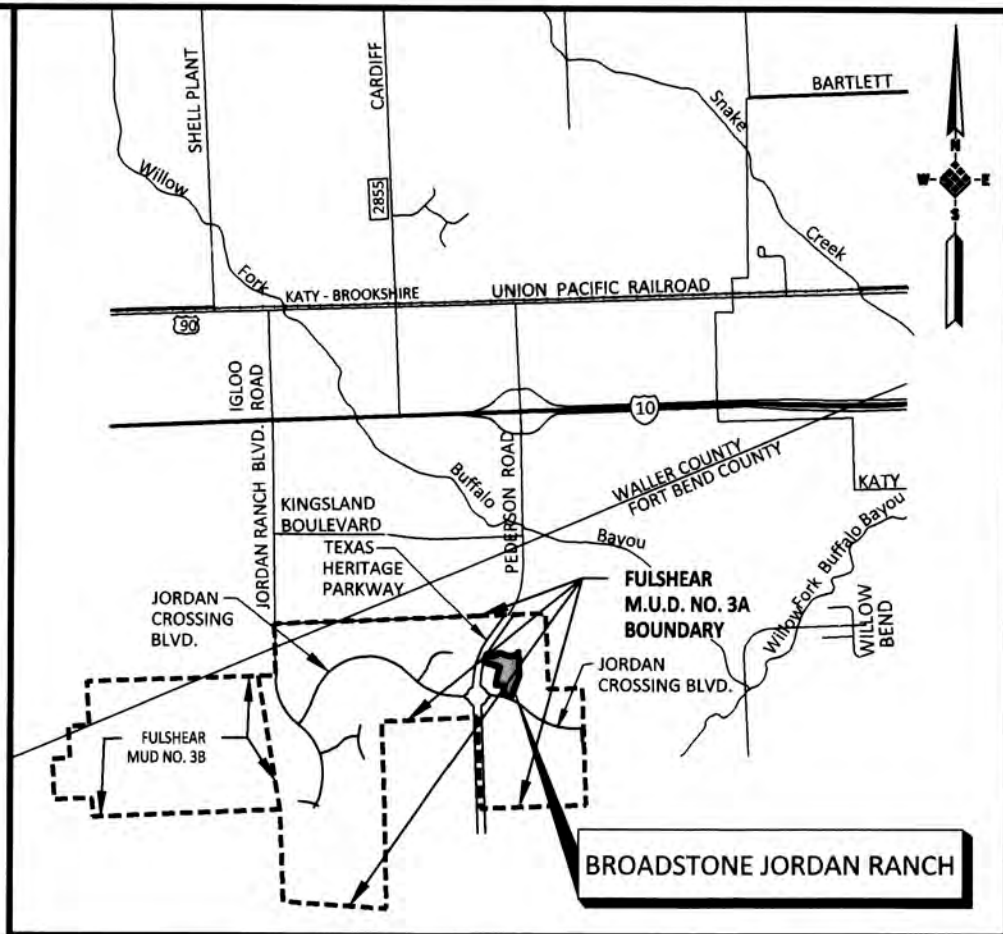 SHELL PLANT
CARDIFF
BARTLETT
Snake
Creek
N
W
E
S
Willow
Fork
2855
KATY - BROOKSHIRE
UNION PACIFIC RAILROAD
90
IGLOO
ROAD
10
JORDAN RANCH BLVD.
PEDERSON ROAD
WALLER COUNTY
FORT BEND COUNTY
KATY
Buffalo
Bayou
KINGSLAND
BOULEVARD
TEXAS
HERITAGE
PARKWAY
JORDAN
CROSSING
BLVD.
FULSHEAR
M.U.D. NO. 3A
BOUNDARY
Willow Fork Buffalo Bayou
WILLOW
BEND
JORDAN
CROSSING BLVD.
FULSHEAR
MUD NO. 3B
BROADSTONE JORDAN RANCH